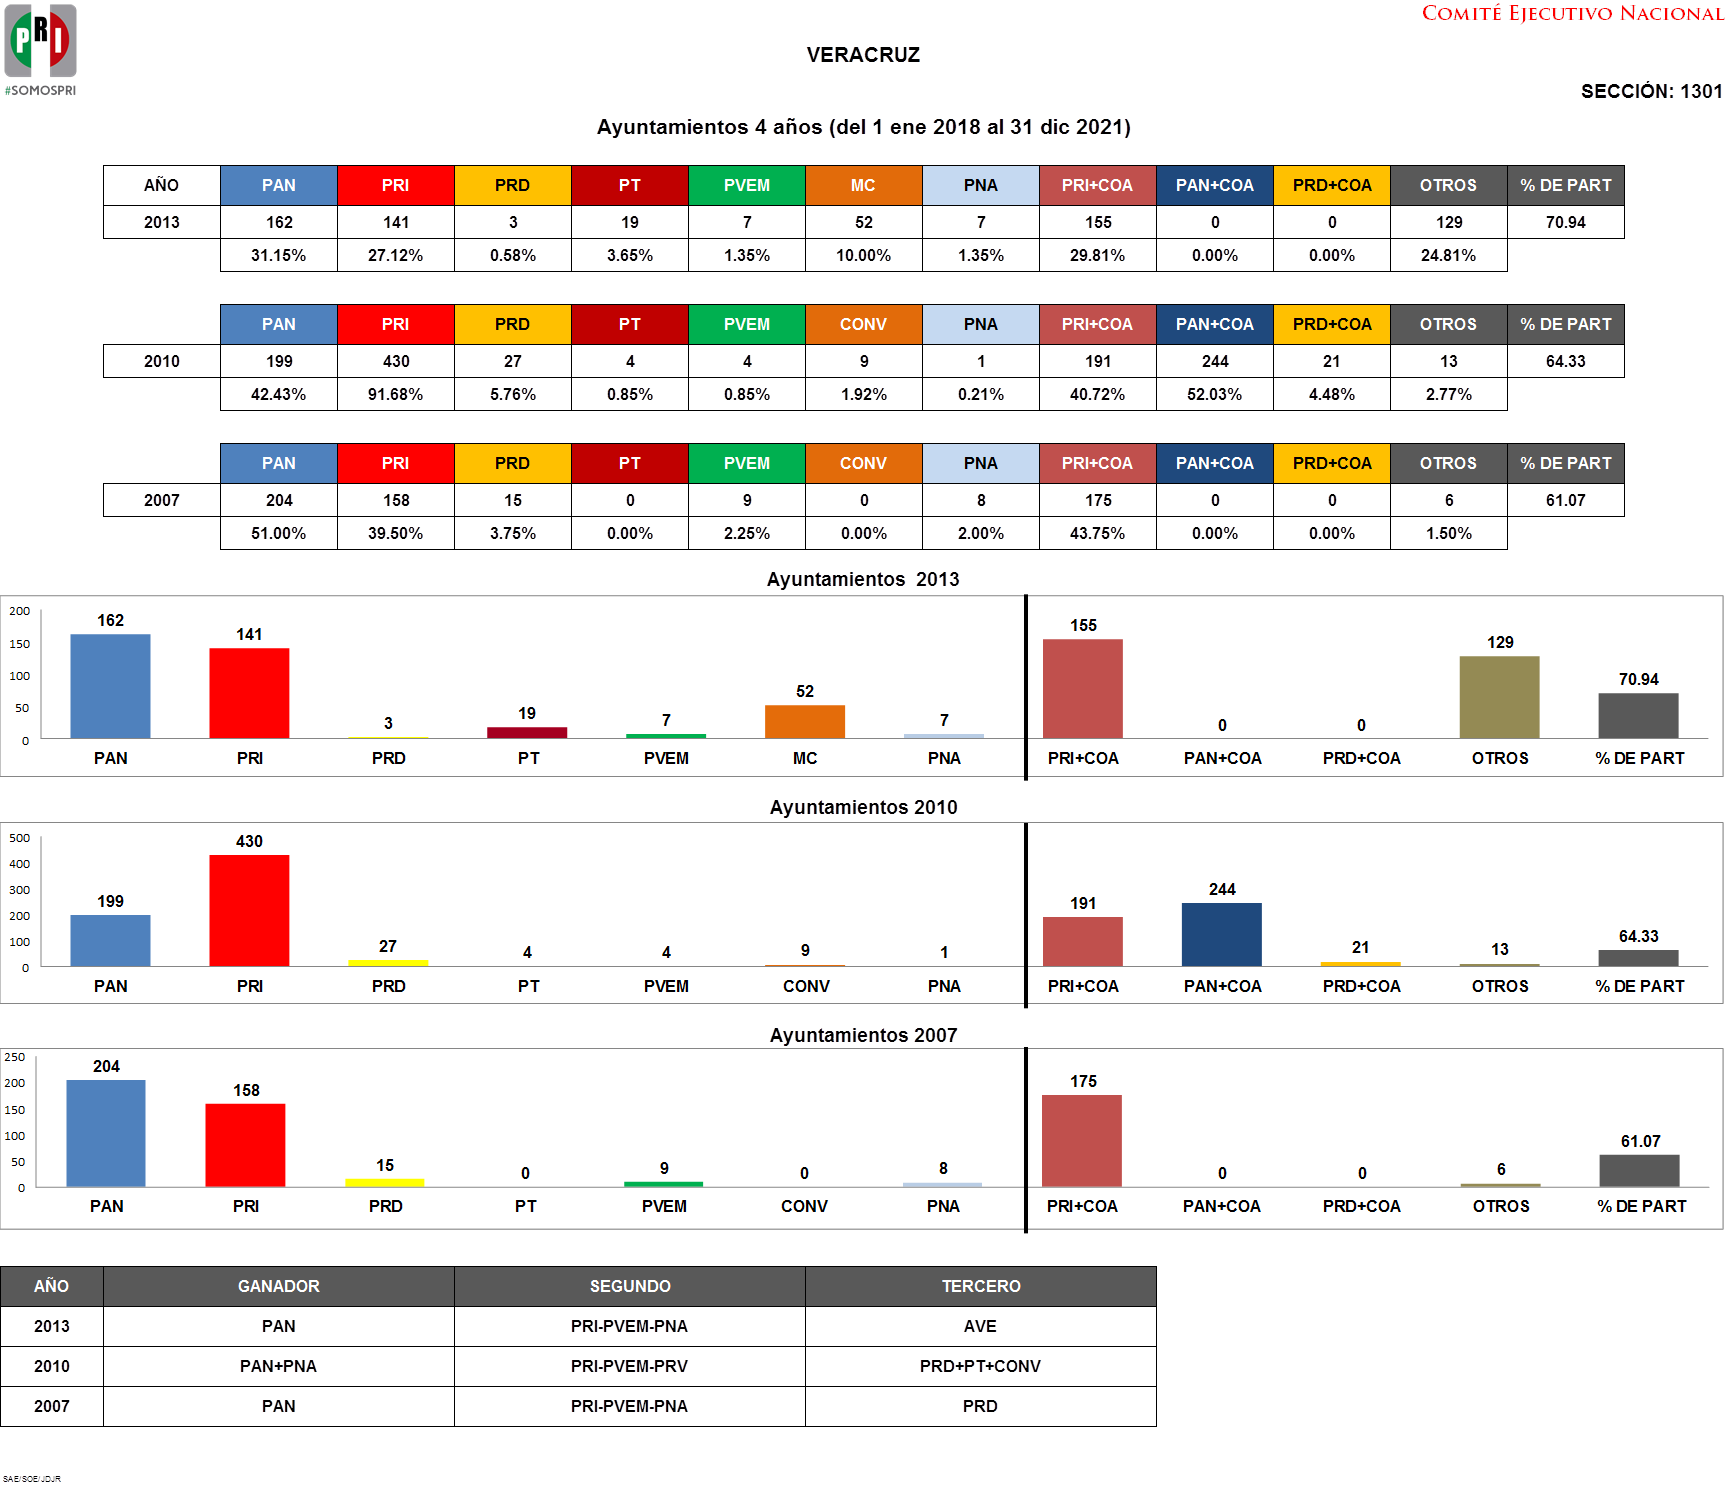 PRI
#SOMOSPRI
COMITÉ EJECUTIVO NACIONAL
VERACRUZ
SECCIÓN: 1301
Ayuntamientos 4 años (del 1 ene 2018 al 31 dic 2021)
AÑO PAN PRI PRD PT PVEM MC PNA PRI+COA PAN+COA PRD+COA OTROS % DE PART
2013 162 141 3 19 7 52 7 155 0 0 129 70.94
31.15% 27.12% 0.58% 3.65% 1.35% 10.00% 1.35% 29.81% 0.00% 0.00% 24.81%
PAN PRI PRD PT PVEM CONV PNA PRI+COA PAN+COA PRD+COA OTROS % DE PART
2010 199 430 27 4 4 9 1 191 244 21 13 64.33
42.43% 91.68% 5.76% 0.85% 0.85% 1.92% 0.21% 40.72% 52.03% 4.48% 2.77%
PAN PRI PRD PT PVEM CONV PNA PRI+COA PAN+COA PRD+COA OTROS % DE PART
2007 204 158 15 0 9 0 8 175 0 0 6 61.07
51.00% 39.50% 3.75% 0.00% 2.25% 0.00% 2.00% 43.75% 0.00% 0.00% 1.50%
Ayuntamientos 2013
200
150
100
50
0
162 141 3 19 7 52 7 155 0 0 129 70.94
PAN PRI PRD PT PVEM MC PNA PRI+COA PAN+COA PRD+COA OTROS % DE PART
Ayuntamientos 2010
500
400
300
200
100
0
199 430 27 4 4 9 1 191 244 21 13 64.33
PAN PRI PRD PT PVEM CONV PNA PRI+COA PAN+COA PRD+COA OTROS % DE PART
Ayuntamientos 2007
250
200
150
100
50
0
204 158 15 0 9 0 8 175 0 0 6 61.07
PAN PRI PRD PT PVEM CONV PNA PRI+COA PAN+COA PRD+COA OTROS % DE PART
AÑO GANADOR SEGUNDO TERCERO
2013 PAN PRI-PVEM-PNA AVE
2010 PAN+PNA PRI-PVEM-PRV PRD+PT+CONV
2007 PAN PRI-PVEM-PNA PRD
SAE/SOE/JDJR